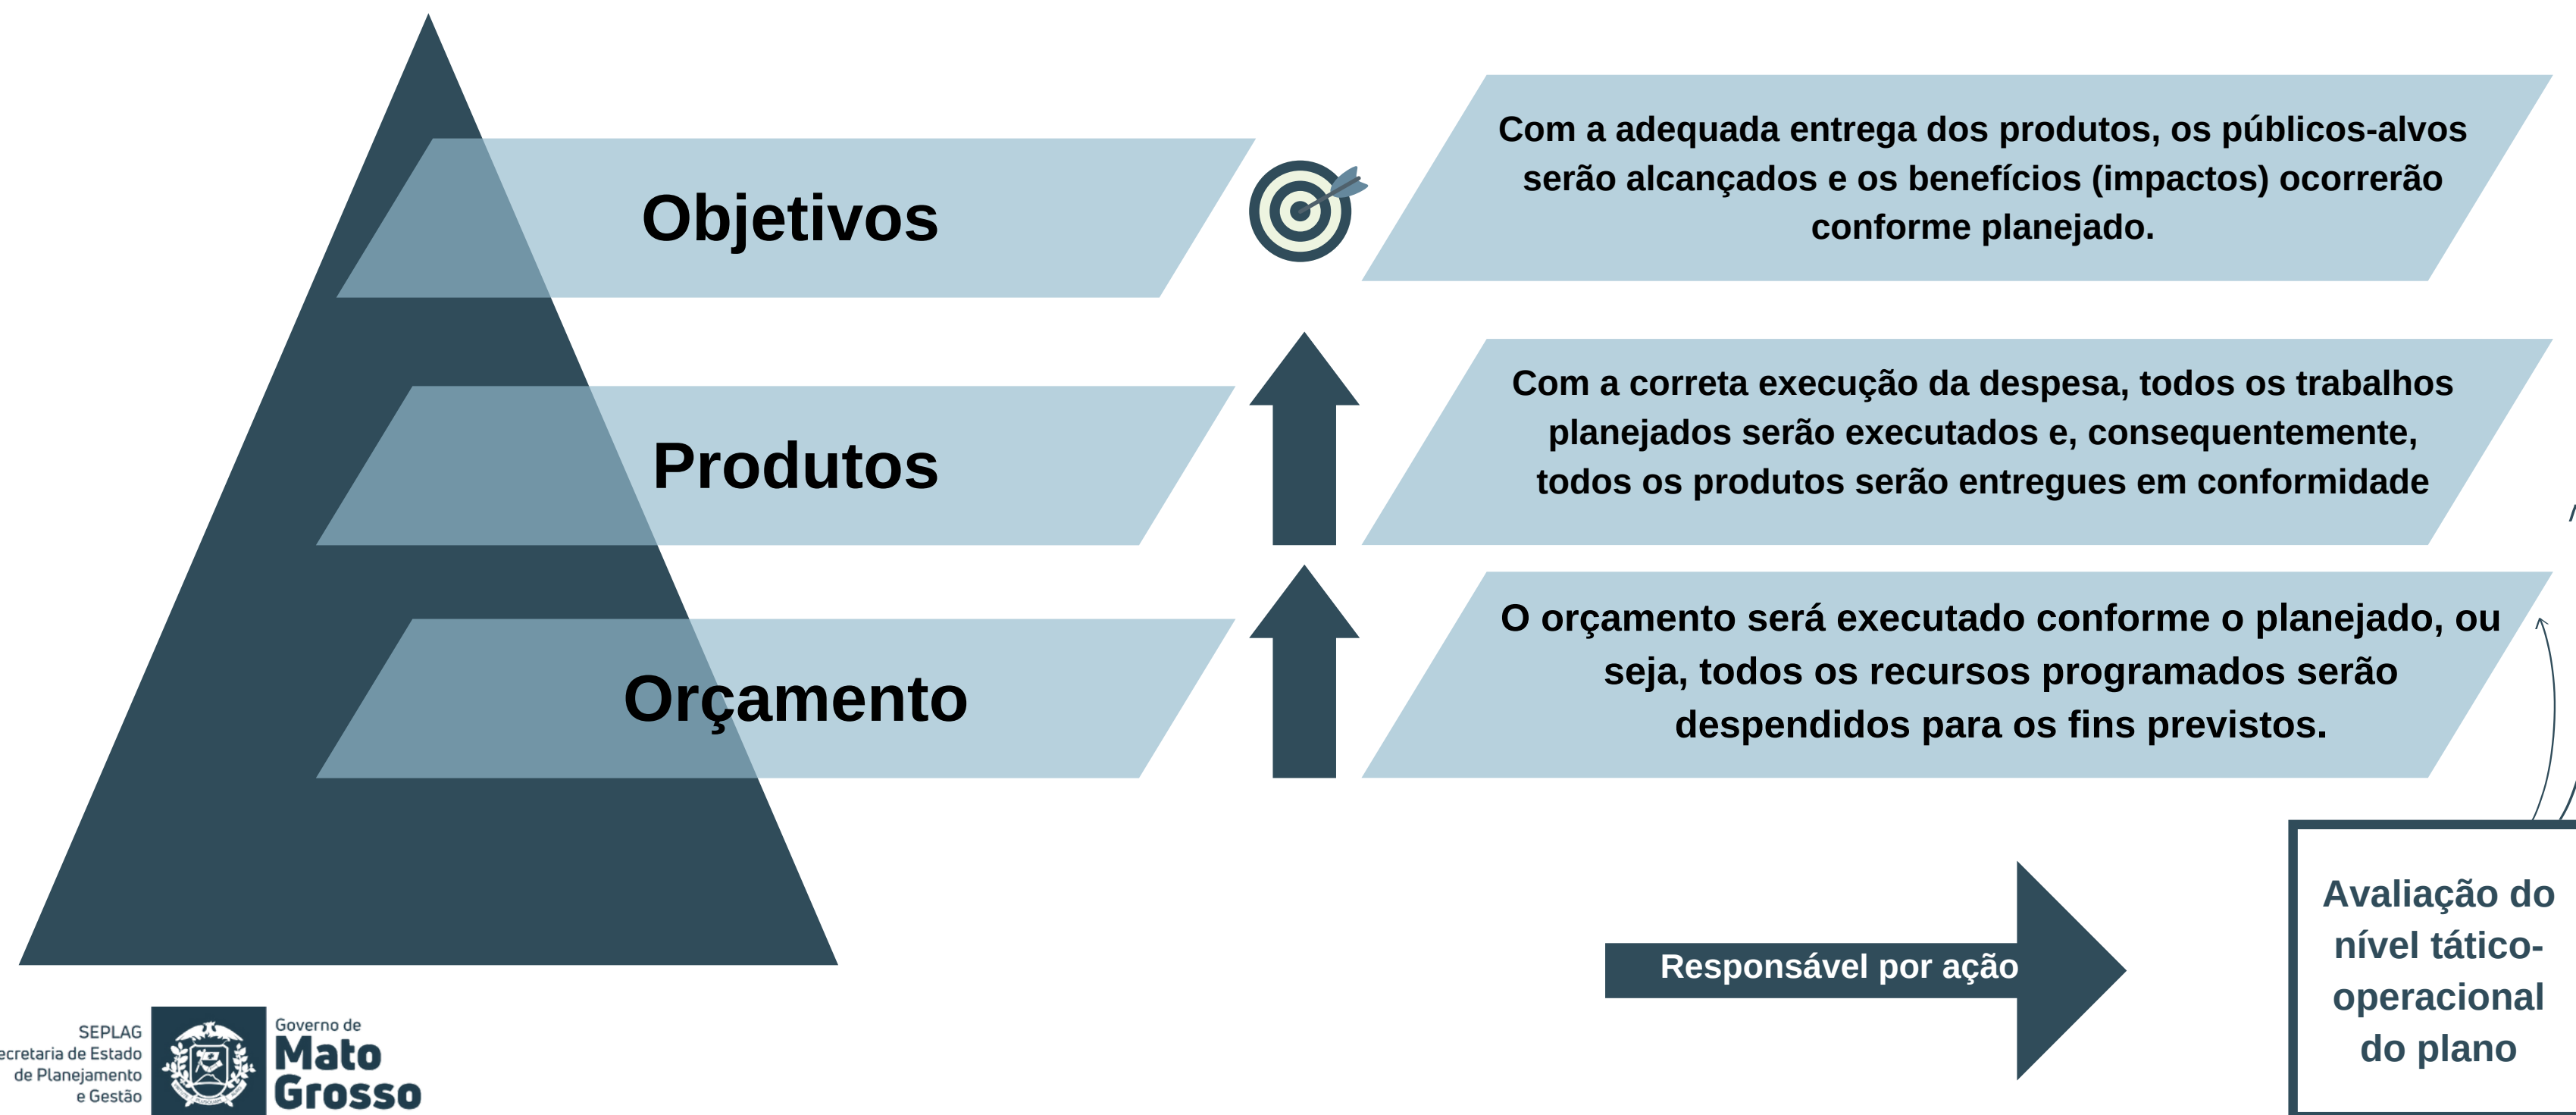 Objetivos
Com a adequada entrega dos produtos, os públicos-alvos
serão alcançados e os benefícios (impactos) ocorrerão
conforme planejado.
Produtos
Com a correta execução da despesa, todos os trabalhos
planejados serão executados e, consequentemente,
todos os produtos serão entregues em conformidade
Orçamento
O orçamento será executado conforme o planejado, ou
seja, todos os recursos programados serão
despendidos para os fins previstos.
Responsável por ação
Avaliação do
nível tático-
operacional
do plano
SEPLAG
ecretaria de Estado
de Planejamento
e Gestão
Governo de
Mato
Grosso